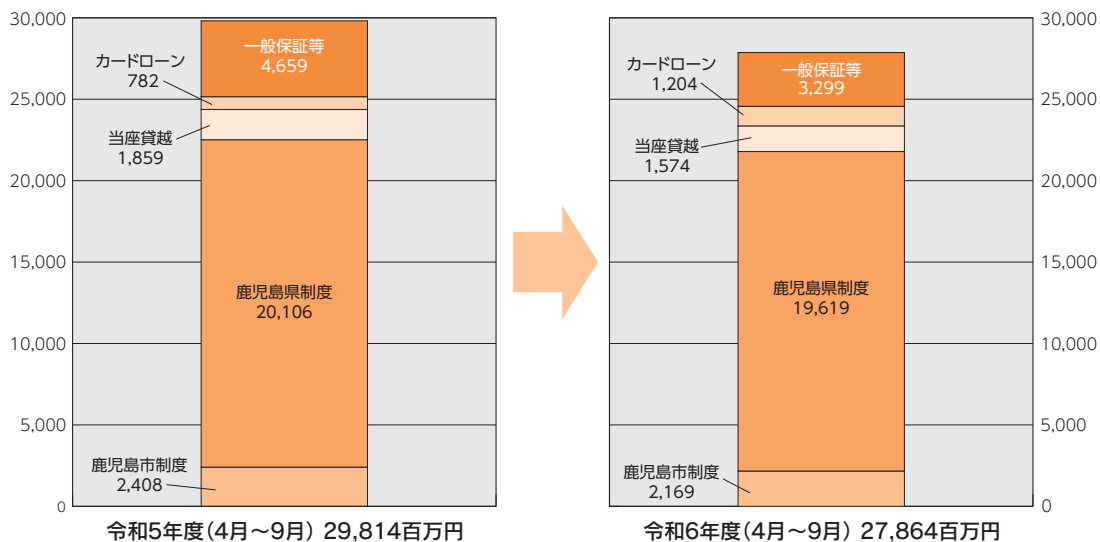 30,000
25,000
20,000
15,000
10,000
5,000
0
一般保証等
4,659
カードローン
782
当座貸越
1,859
鹿児島県制度
20,106
鹿児島市制度
2,408
令和5年度(4月～9月) 29,814百万円
一般保証等
3,299
カードローン
1,204
当座貸越
1,574
鹿児島県制度
19,619
鹿児島市制度
2,169
30,000
25,000
20,000
15,000
10,000
5,000
0
令和6年度(4月～9月) 27,864百万円